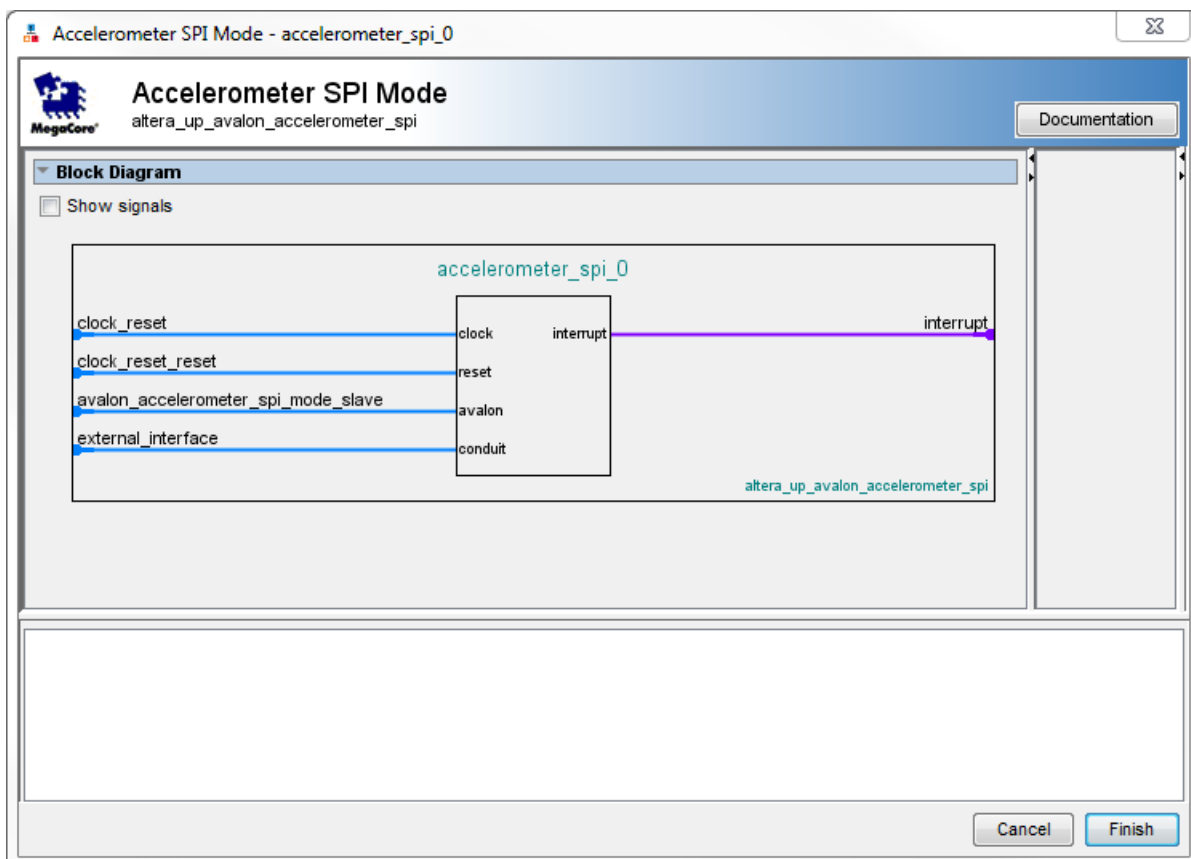 Accelerometer SPI Mode - accelerometer_spi_0
Accelerometer SPI Mode
MegaCore®
altera_up_avalon_accelerometer_spi
Documentation
Block Diagram
Show signals
accelerometer_spi_0
clock_reset
interrupt
clock
interrupt
clock_reset_reset
reset
avalon_accelerometer_spi_mode_slave
avalon
external_interface
conduit
altera_up_avalon_accelerometer_spi
Cancel
Finish